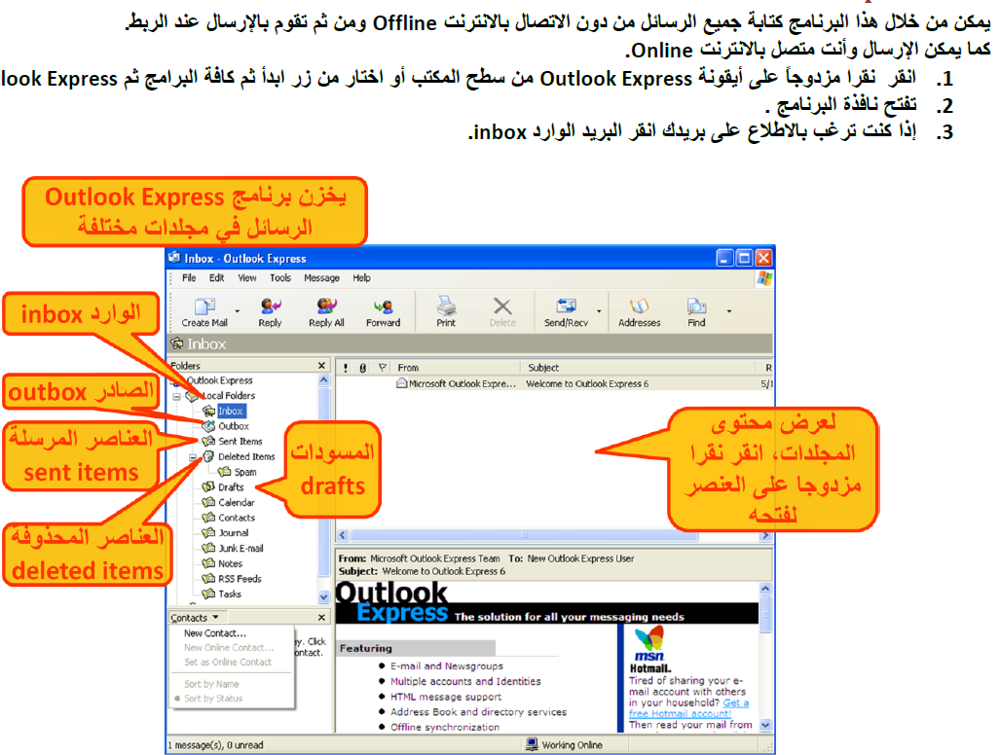 يمكن من خلال هذا البرنامج كتابة جميع الرسائل من دون الاتصال بالانترنت Offline ومن ثم تقوم بالإرسال عند الربط.
كما يمكن الإرسال وأنت متصل بالانترنت Online.
1. انقر نقرا مزدوجاً على أيقونة Outlook Express من سطح المكتب أو اختار من زر ابدأ ثم كافة البرامج ثم look Express
2. تفتح نافذة البرنامج .
3. إذا كنت ترغب بالاطلاع على بريدك انقر البريد الوارد inbox.
يخزن برنامج Outlook Express
الرسائل في مجلدات مختلفة
Inbox - Outlook Express
File Edit View Tools Message Help
Create Mail Reply Reply All Forward Print Delete Send/Recv Addresses Find
Inbox
الوارد inbox
الصادر outbox
العناصر المرسلة
sent items
العناصر المحذوفة
deleted items
المسودات
drafts
لعرض محتوى
المجلدات، انقر نقرا
مزدوجا على العنصر
لفتحه
Folders
Outlook Express
Local Folders
Inbox
Outbox
Sent Items
Deleted Items
Spam
Drafts
Calendar
Contacts
Journal
Junk E-mail
Notes
RSS Feeds
Tasks
! From Subject R
Microsoft Outlook Expre... Welcome to Outlook Express 6 5/1
From: Microsoft Outlook Express Team To: New Outlook Express User
Subject: Welcome to Outlook Express 6
Outlook
Express The solution for all your messaging needs
Featuring
• E-mail and Newsgroups
• Multiple accounts and Identities
• HTML message support
• Address Book and directory services
• Offline synchronization
msn
Hotmail.
Tired of sharing your e-
mail account with others
in your household? Get a
free Hotmail account!
Then read your mail from
Contacts
New Contact...
New Online Contact...
Set as Online Contact
Sort by Name
Sort by Status
ay. Click
ontact.
1 message(s), 0 unread
Working Online